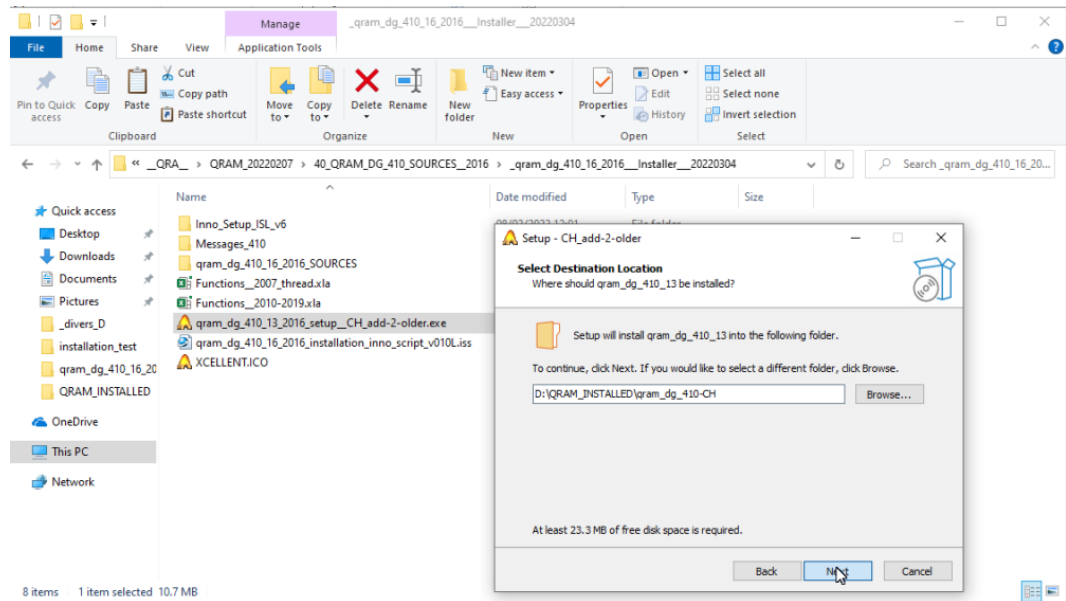 Manage
_qram_dg_410_16_2016__Installer__20220304
File Home Share View Application Tools
Pin to Quick access
Copy
Paste
Cut
Copy path
Paste shortcut
Clipboard
Move to
Copy to
Delete
Rename
Organize
New folder
New item
Easy access
New
Properties
Open
Edit
History
Open
Select all
Select none
Invert selection
Select
« __QRA__ > QRAM_20220207 > 40_QRAM_DG_410_SOURCES__2016 > _qram_dg_410_16_2016__Installer__20220304
Search _qram_dg_410_16_20...
Quick access
Desktop
Downloads
Documents
Pictures
_divers_D
installation_test
qram_dg_410_16_20
QRAM_INSTALLED
OneDrive
This PC
Network
Name Date modified Type Size
Inno_Setup_ISL_v6
Messages_410
qram_dg_410_16_2016_SOURCES
Functions__2007_thread.xla
Functions__2010-2019.xla
qram_dg_410_13_2016_setup__CH_add-2-older.exe
qram_dg_410_16_2016_installation_inno_script_v010L.iss
XCELLENT.ICO
Setup - CH_add-2-older
Select Destination Location
Where should qram_dg_410_13 be installed?
Setup will install qram_dg_410_13 into the following folder.
To continue, click Next. If you would like to select a different folder, click Browse.
D:\QRAM_INSTALLED\qram_dg_410-CH
Browse...
At least 23.3 MB of free disk space is required.
Back Next Cancel
8 items 1 item selected 10.7 MB